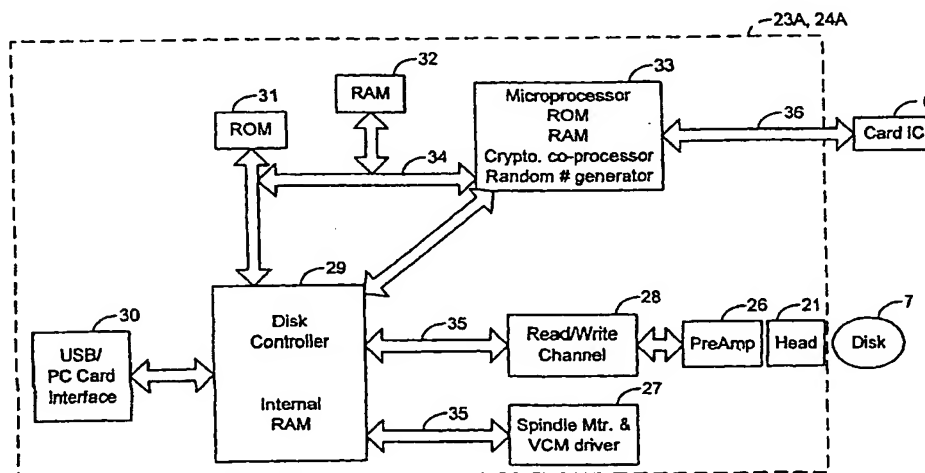 23A, 24A
32
33
31
RAM
ROM
Microprocessor
ROM
RAM
Crypto. co-processor
Random # generator
36
Card IC
34
29
30
USB/
PC Card
Interface
Disk
Controller
Internal
RAM
35
28
Read/Write
Channel
26
PreAmp
21
Head
7
Disk
35
27
Spindle Mtr. &
VCM driver